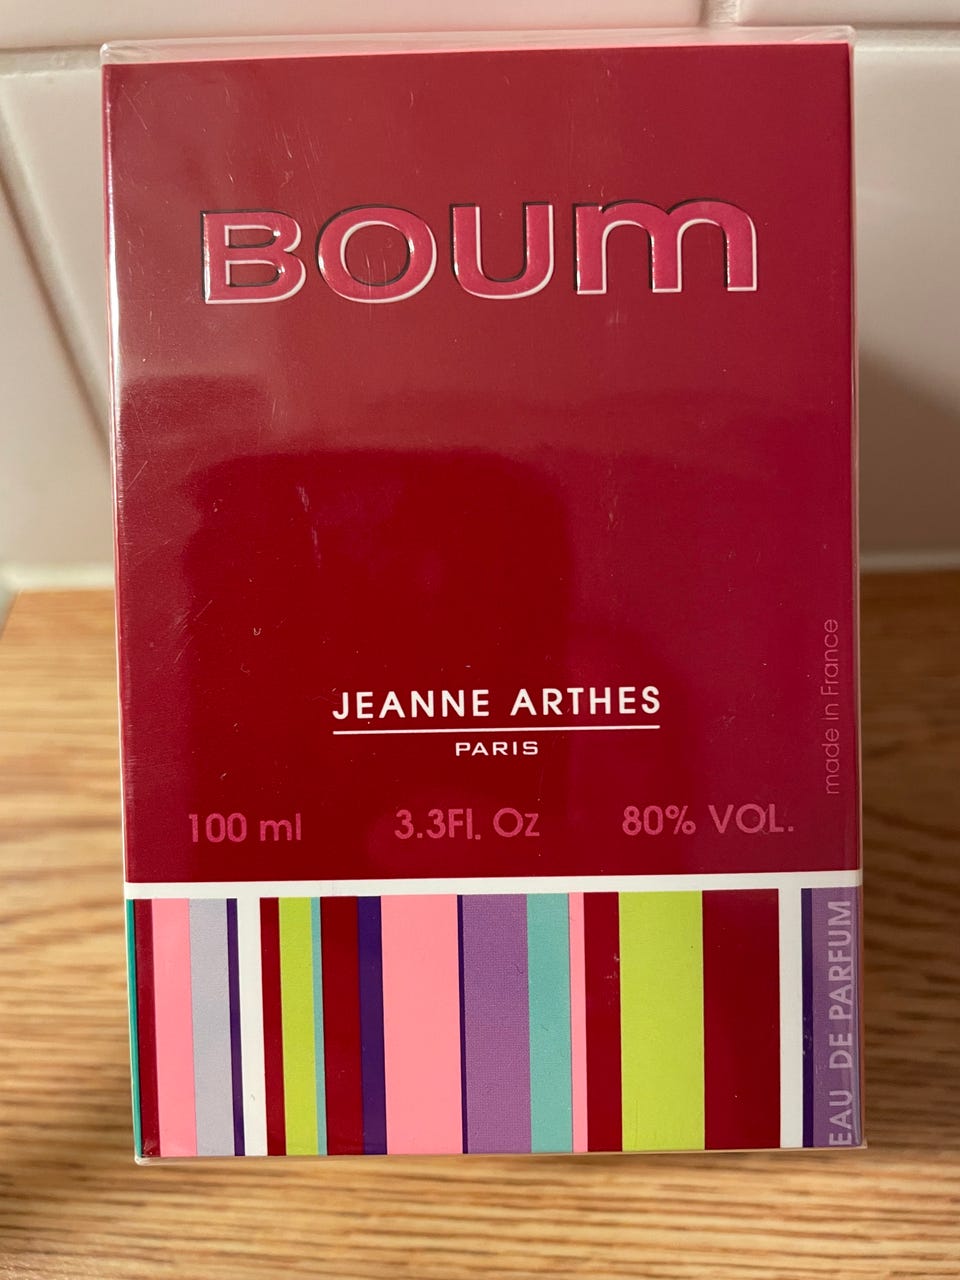 BOUM
JEANNE ARTHES
PARIS
100 ml 3.3Fl. Oz 80% VOL.
made in France
EAU DE PARFUM